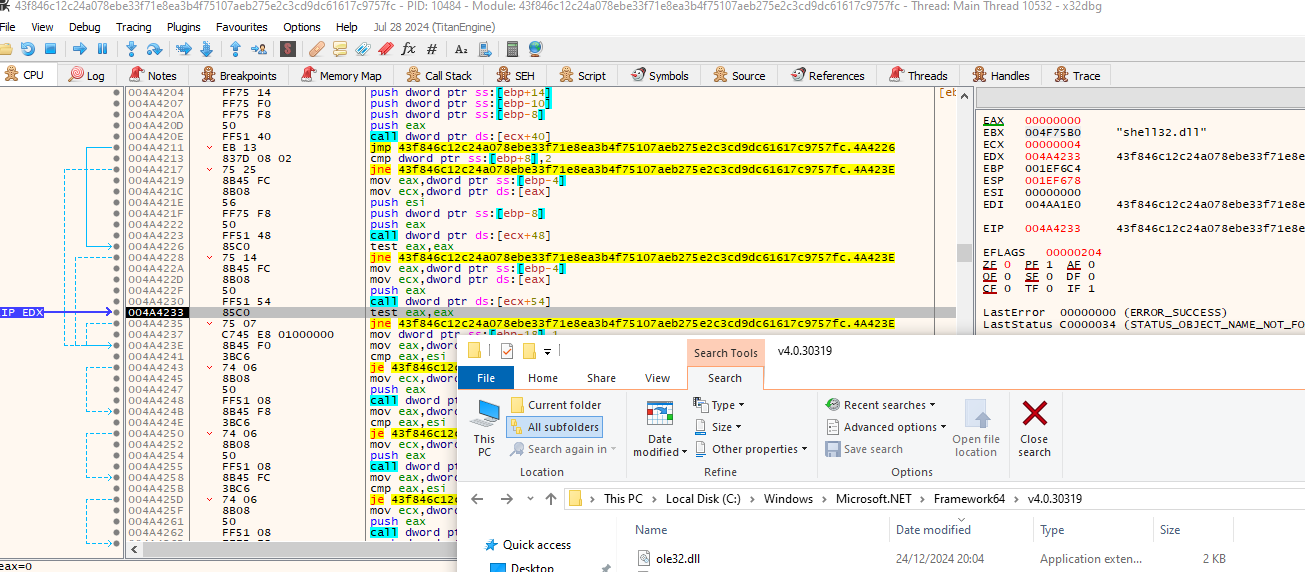 43f846c12c24a078ebe33f71e8ea3b4f75107aeb275e2c3cd9dc61617c9757fc - PID: 10484 - Module: 43f846c12c24a078ebe33f71e8ea3b4f75107aeb275e2c3cd9dc61617c9757fc - Thread: Main Thread 10532 - x32dbg
File View Debug Tracing Plugins Favourites Options Help Jul 28 2024 (TitanEngine)
CPU Log Notes Breakpoints Memory Map Call Stack SEH Script Symbols Source References Threads Handles Trace
004A4204 FF75 14 push dword ptr ss:[ebp+14]
004A4207 FF75 F0 push dword ptr ss:[ebp-10]
004A420A FF75 F8 push dword ptr ss:[ebp-8]
004A420D 50 push eax
004A420E FF51 40 call dword ptr ds:[ecx+40]
004A4211 EB 13 jmp 43f846c12c24a078ebe33f71e8ea3b4f75107aeb275e2c3cd9dc61617c9757fc.4A4226
004A4213 837D 08 02 cmp dword ptr ss:[ebp+8],2
004A4217 75 25 jne 43f846c12c24a078ebe33f71e8ea3b4f75107aeb275e2c3cd9dc61617c9757fc.4A423E
004A4219 8B45 FC mov eax,dword ptr ss:[ebp-4]
004A421C 8B08 mov ecx,dword ptr ds:[eax]
004A421E 56 push esi
004A421F FF75 F8 push dword ptr ss:[ebp-8]
004A4222 50 push eax
004A4223 FF51 48 call dword ptr ds:[ecx+48]
004A4226 85C0 test eax,eax
004A4228 75 14 jne 43f846c12c24a078ebe33f71e8ea3b4f75107aeb275e2c3cd9dc61617c9757fc.4A423E
004A422A 8B45 FC mov eax,dword ptr ss:[ebp-4]
004A422D 8B08 mov ecx,dword ptr ds:[eax]
004A422F 50 push eax
004A4230 FF51 54 call dword ptr ds:[ecx+54]
IP EDX 004A4233 85C0 test eax,eax
004A4235 75 07 jne 43f846c12c24a078ebe33f71e8ea3b4f75107aeb275e2c3cd9dc61617c9757fc.4A423E
004A4237 C745 E8 01000000 mov dword ptr ss:[ebp-18],1
004A423E 8B45 F0 mov eax,dword
004A4241 3BC6 cmp eax,esi
004A4243 74 06 je 43f846c12c
004A4245 8B08 mov ecx,dword
004A4247 50 push eax
004A4248 FF51 08 call dword pt
004A424B 8B45 F8 mov eax,dword
004A424E 3BC6 cmp eax,esi
004A4250 74 06 je 43f846c12c
004A4252 8B08 mov ecx,dword
004A4254 50 push eax
004A4255 FF51 08 call dword pt
004A4258 8B45 FC mov eax,dword
004A425B 3BC6 cmp eax,esi
004A425D 74 06 je 43f846c12c
004A425F 8B08 mov ecx,dword
004A4261 50 push eax
004A4262 FF51 08 call dword pt
eax=0
[eb
EAX 00000000
EBX 004F75B0 "shell32.dll"
ECX 00000004
EDX 004A4233 43f846c12c24a078ebe33f71e8
EBP 001EF6C4
ESP 001EF678
ESI 00000000
EDI 004AA1E0 43f846c12c24a078ebe33f71e8
EIP 004A4233 43f846c12c24a078ebe33f71e8
EFLAGS 00000204
ZF 0 PF 1 AF 0
OF 0 SF 0 DF 0
CF 0 TF 0 IF 1
LastError 00000000 (ERROR_SUCCESS)
LastStatus C0000034 (STATUS_OBJECT_NAME_NOT_FO
Search Tools v4.0.30319
File Home Share View Search
This PC
Current folder
All subfolders
Search again in
Location
Date modified
Type
Size
Other properties
Refine
Recent searches
Advanced options
Save search
Open file location
Options
Close search
This PC Local Disk (C:) Windows Microsoft.NET Framework64 v4.0.30319
Quick access
Desktop
Name Date modified Type Size
ole32.dll 24/12/2024 20:04 Application exten... 2 KB